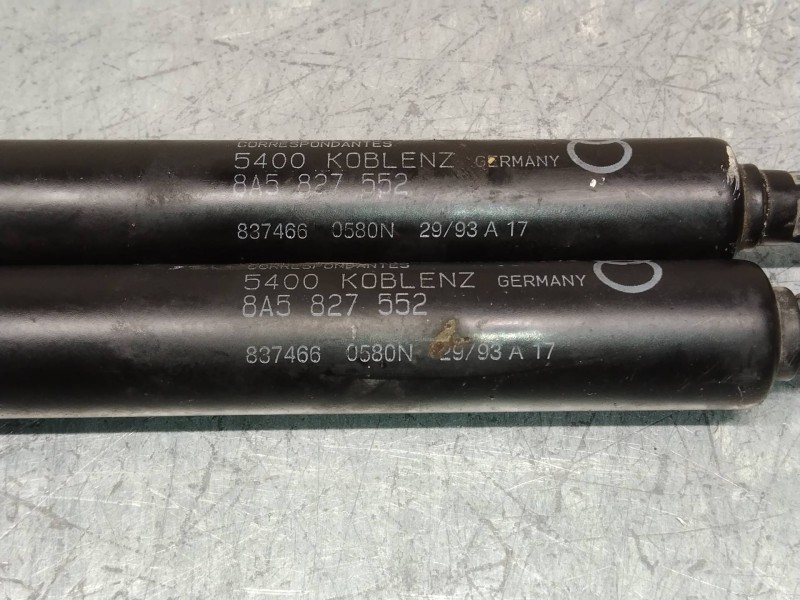 CORRESPONDANTES
5400 KOBLENZ GERMANY
8A5 827 552
837466 0580N 29/93 A 17
CORRESPONDANTES
5400 KOBLENZ GERMANY
8A5 827 552
837466 0580N 29/93 A 17